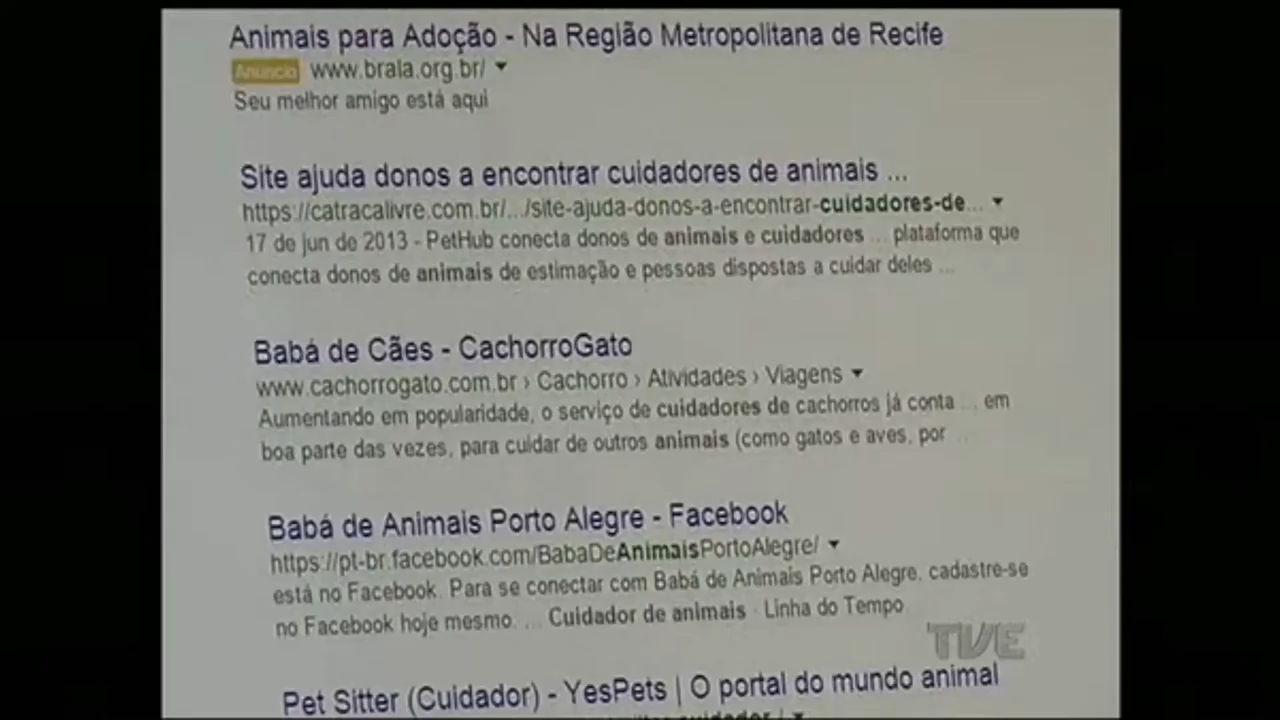 Animais para Adoção - Na Região Metropolitana de Recife
Anúncio www.brala.org.br/
Seu melhor amigo está aqui
Site ajuda donos a encontrar cuidadores de animais ...
https://catracalivre.com.br/.../site-ajuda-donos-a-encontrar-cuidadores-de...
17 de jun de 2013 - PetHub conecta donos de animais e cuidadores ... plataforma que
conecta donos de animais de estimação e pessoas dispostas a cuidar deles ...
Babá de Cães - CachorroGato
www.cachorrogato.com.br › Cachorro › Atividades › Viagens
Aumentando em popularidade, o serviço de cuidadores de cachorros já conta ... em
boa parte das vezes, para cuidar de outros animais (como gatos e aves, por ...
Babá de Animais Porto Alegre - Facebook
https://pt-br.facebook.com/BabaDeAnimaisPortoAlegre/
está no Facebook. Para se conectar com Babá de Animais Porto Alegre, cadastre-se
no Facebook hoje mesmo. ... Cuidador de animais · Linha do Tempo
TVE
Pet Sitter (Cuidador) - YesPets | O portal do mundo animal